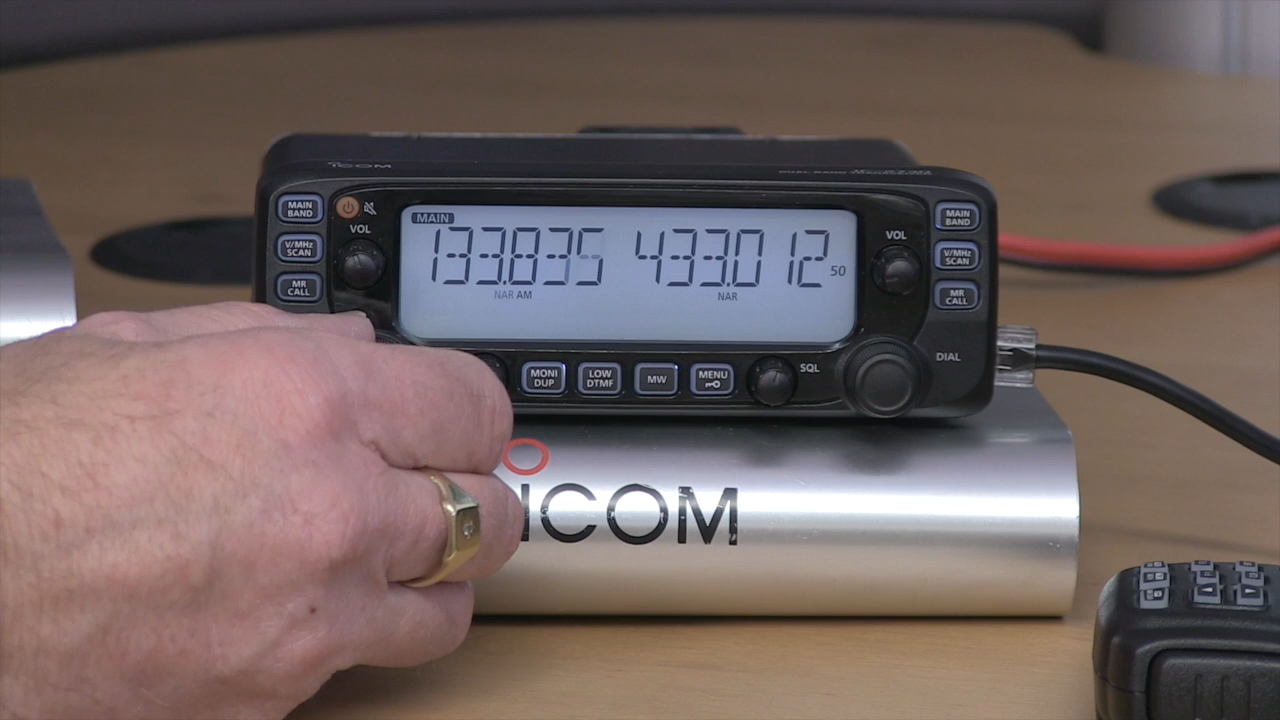 ICOM
MAIN BAND
V/MHz SCAN
MR CALL
VOL
MAIN
133.835 433.012 50
NAR AM NAR
VOL
MAIN BAND
V/MHz SCAN
MR CALL
MONI DUP
LOW DTMF
MW
MENU
SQL
DIAL
ICOM